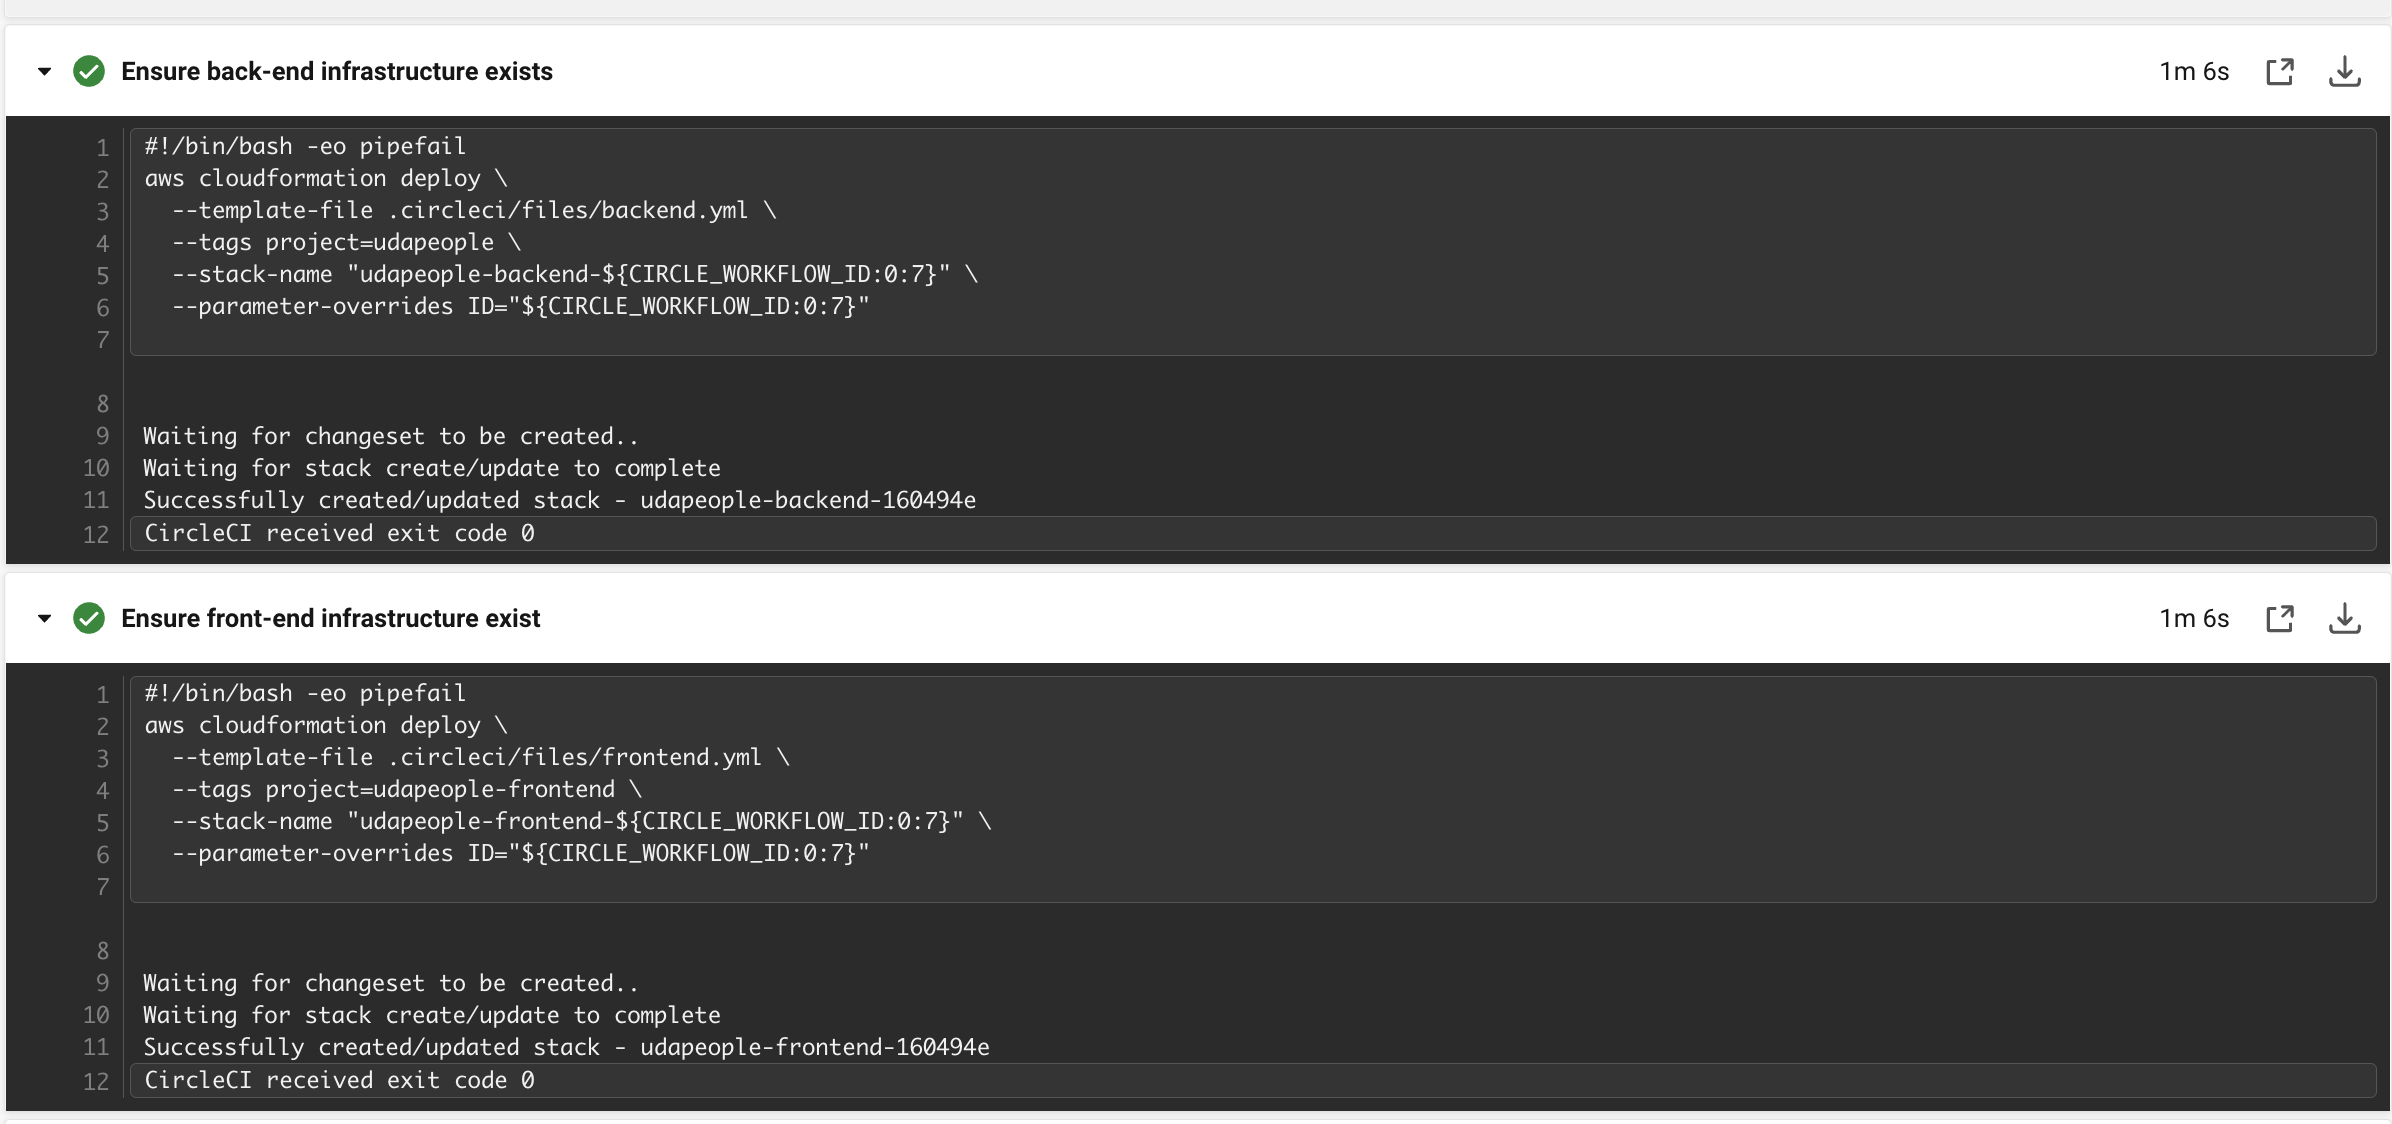 Ensure back-end infrastructure exists
1m 6s
1 #!/bin/bash -eo pipefail
2 aws cloudformation deploy \
3   --template-file .circleci/files/backend.yml \
4   --tags project=udapeople \
5   --stack-name "udapeople-backend-${CIRCLE_WORKFLOW_ID:0:7}" \
6   --parameter-overrides ID="${CIRCLE_WORKFLOW_ID:0:7}"
7
8
9 Waiting for changeset to be created..
10 Waiting for stack create/update to complete
11 Successfully created/updated stack - udapeople-backend-160494e
12 CircleCI received exit code 0
Ensure front-end infrastructure exist
1m 6s
1 #!/bin/bash -eo pipefail
2 aws cloudformation deploy \
3   --template-file .circleci/files/frontend.yml \
4   --tags project=udapeople-frontend \
5   --stack-name "udapeople-frontend-${CIRCLE_WORKFLOW_ID:0:7}" \
6   --parameter-overrides ID="${CIRCLE_WORKFLOW_ID:0:7}"
7
8
9 Waiting for changeset to be created..
10 Waiting for stack create/update to complete
11 Successfully created/updated stack - udapeople-frontend-160494e
12 CircleCI received exit code 0